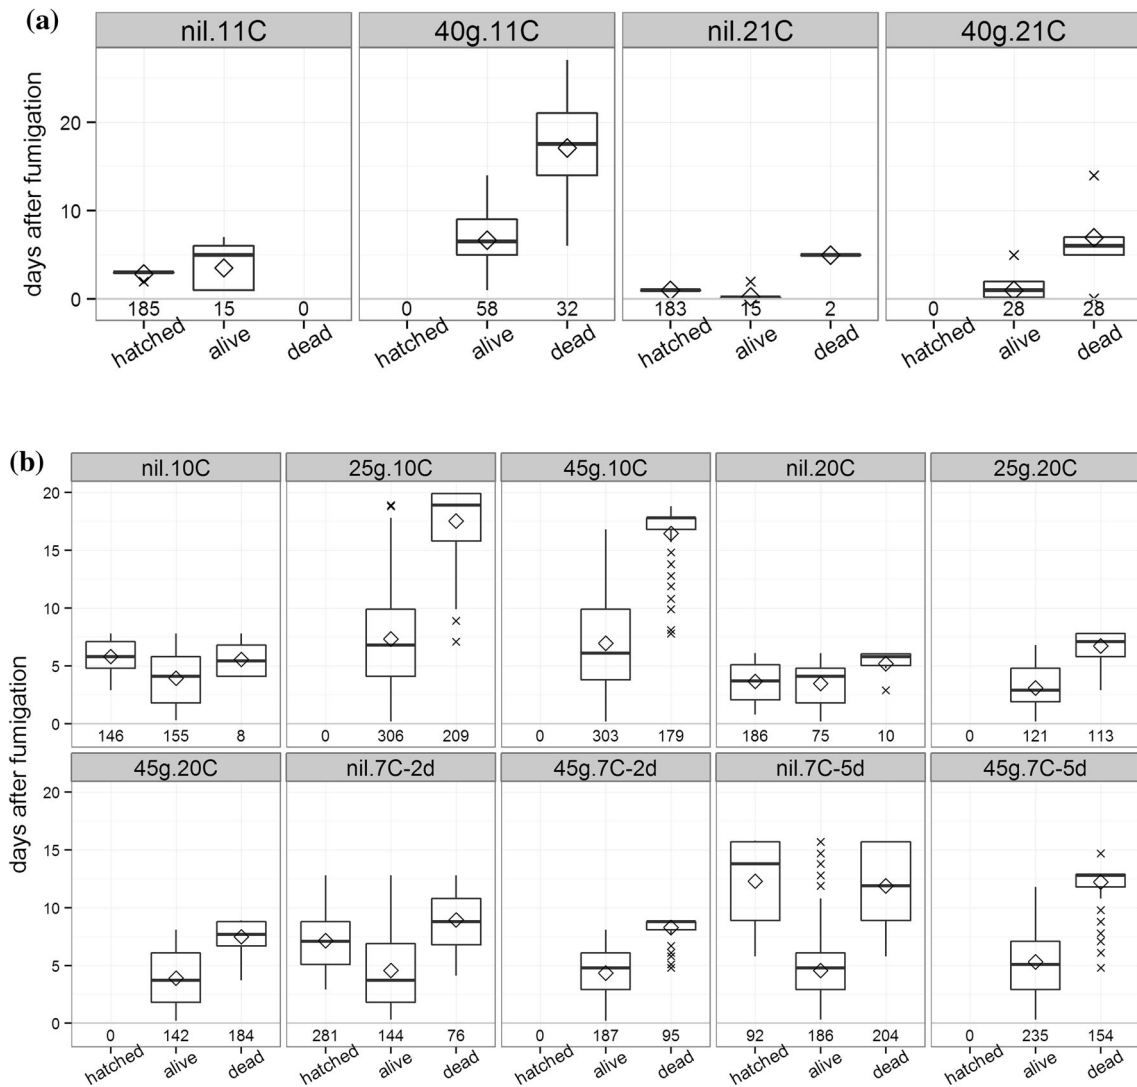 (a)
nil.11C 40g.11C nil.21C 40g.21C
days after fumigation
20
10
0
185 15 0 0 58 32 183 15 2 0 28 28
hatched alive dead hatched alive dead hatched alive dead hatched alive dead
(b)
nil.10C 25g.10C 45g.10C nil.20C 25g.20C
days after fumigation
20
15
10
5
0
146 155 8 0 306 209 0 303 179 186 75 10 0 121 113
45g.20C nil.7C-2d 45g.7C-2d nil.7C-5d 45g.7C-5d
20
15
10
5
0
0 142 184 281 144 76 0 187 95 92 186 204 0 235 154
hatched alive dead hatched alive dead hatched alive dead hatched alive dead hatched alive dead